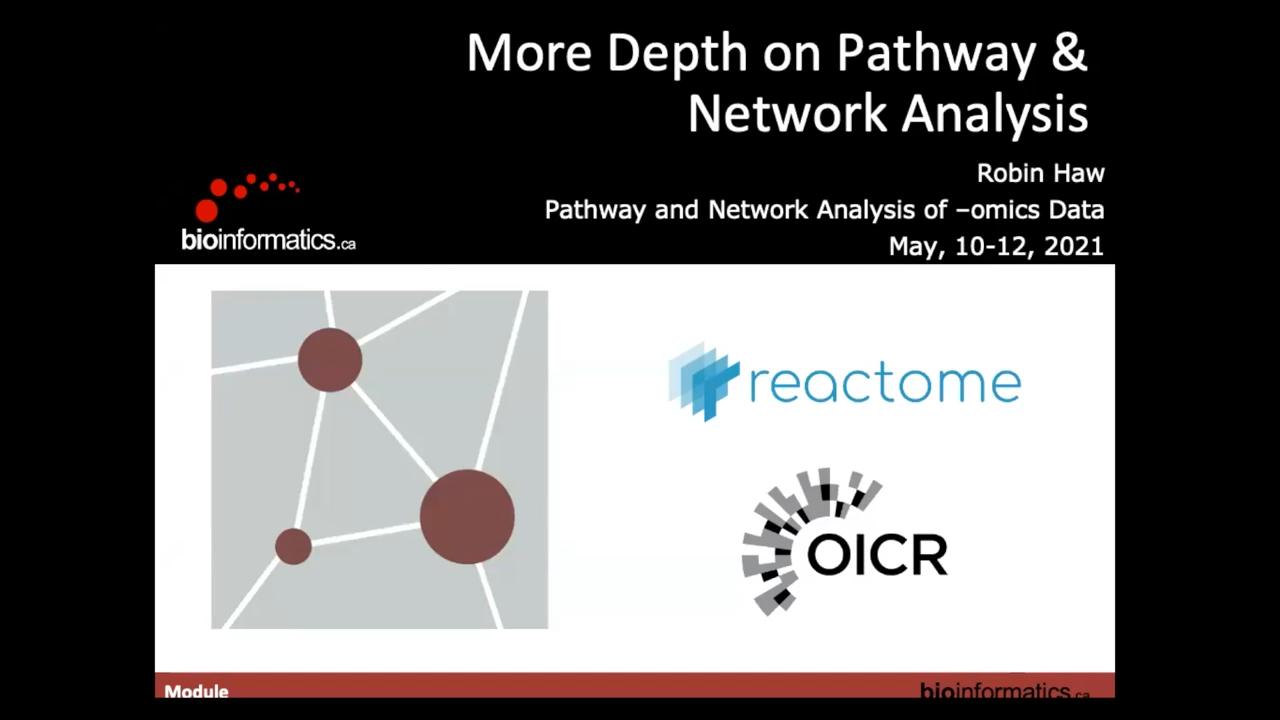 More Depth on Pathway &
Network Analysis
Robin Haw
Pathway and Network Analysis of –omics Data
May, 10-12, 2021
bioinformatics.ca
reactome
OICR
Module
bioinformatics.ca